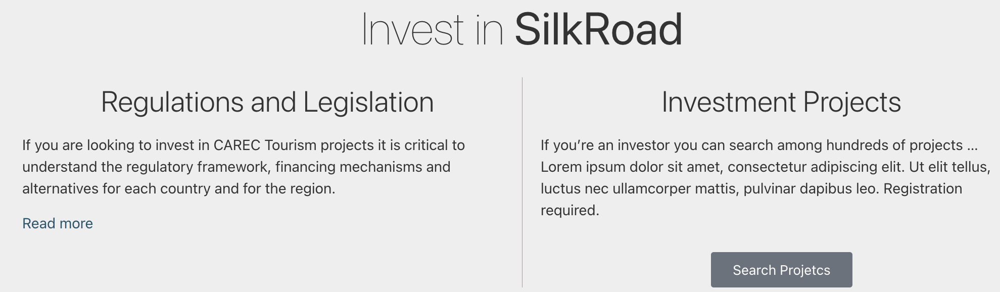 Invest in SilkRoad
Regulations and Legislation
If you are looking to invest in CAREC Tourism projects it is critical to
understand the regulatory framework, financing mechanisms and
alternatives for each country and for the region.
Read more
Investment Projects
If you’re an investor you can search among hundreds of projects ...
Lorem ipsum dolor sit amet, consectetur adipiscing elit. Ut elit tellus,
luctus nec ullamcorper mattis, pulvinar dapibus leo. Registration
required.
Search Projetcs